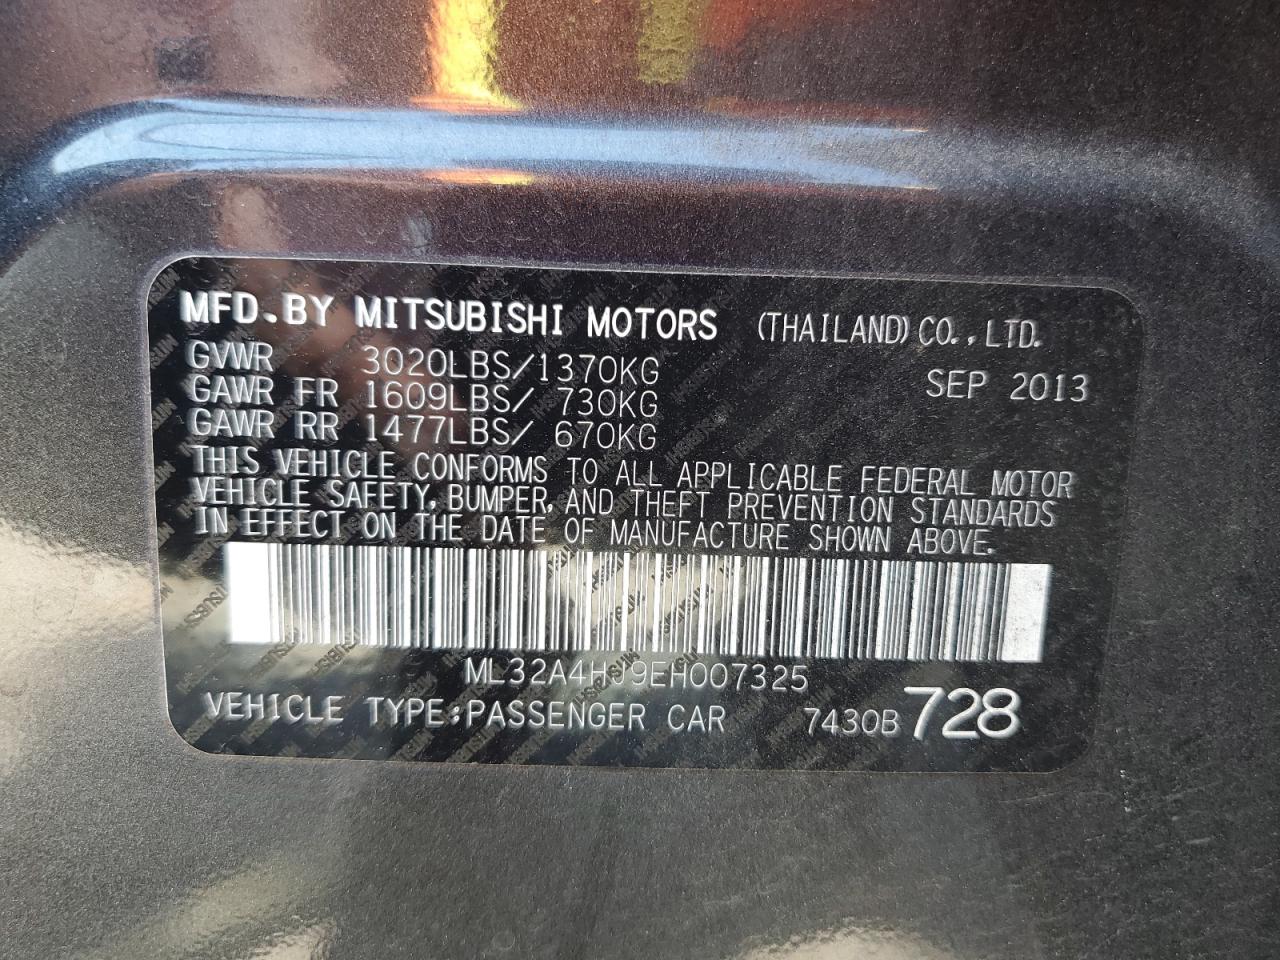 MFD.BY MITSUBISHI MOTORS (THAILAND)CO.,LTD.
GVWR 3020LBS/1370KG
SEP 2013
GAWR FR 1609LBS/ 730KG
GAWR RR 1477LBS/ 670KG
THIS VEHICLE CONFORMS TO ALL APPLICABLE FEDERAL MOTOR
VEHICLE SAFETY, BUMPER, AND THEFT PREVENTION STANDARDS
IN EFFECT ON THE DATE OF MANUFACTURE SHOWN ABOVE.
ML32A4HJ9EH007325
VEHICLE TYPE:PASSENGER CAR 7430B 728